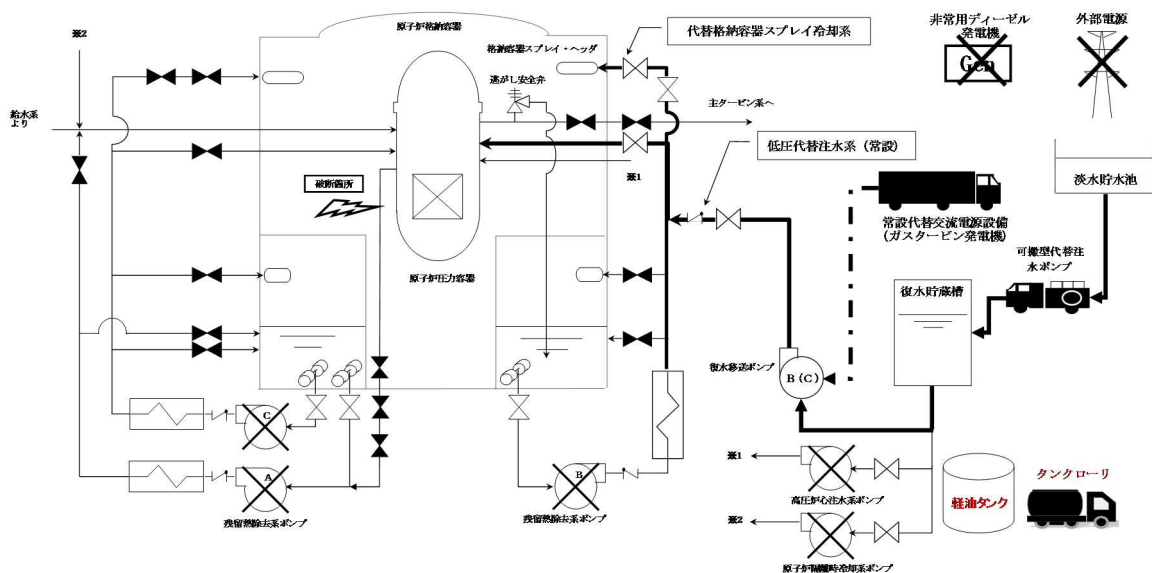 ※2
原子炉格納容器
代替格納容器スプレイ冷却系
非常用ディーゼル
発電機
外部電源
Gen
格納容器スプレイ・ヘッダ
逃がし安全弁
給水系
より
主タービン系へ
低圧代替注水系（常設）
※1
破断箇所
淡水貯水池
常設代替交流電源設備
(ガスタービン発電機)
可搬型代替注
水ポンプ
原子炉圧力容器
復水貯蔵槽
復水移送ポンプ
B (C)
C
A
残留熱除去系ポンプ
B
残留熱除去系ポンプ
※1
高圧炉心注水系ポンプ
※2
原子炉隔離時冷却系ポンプ
軽油タンク
タンクローリ